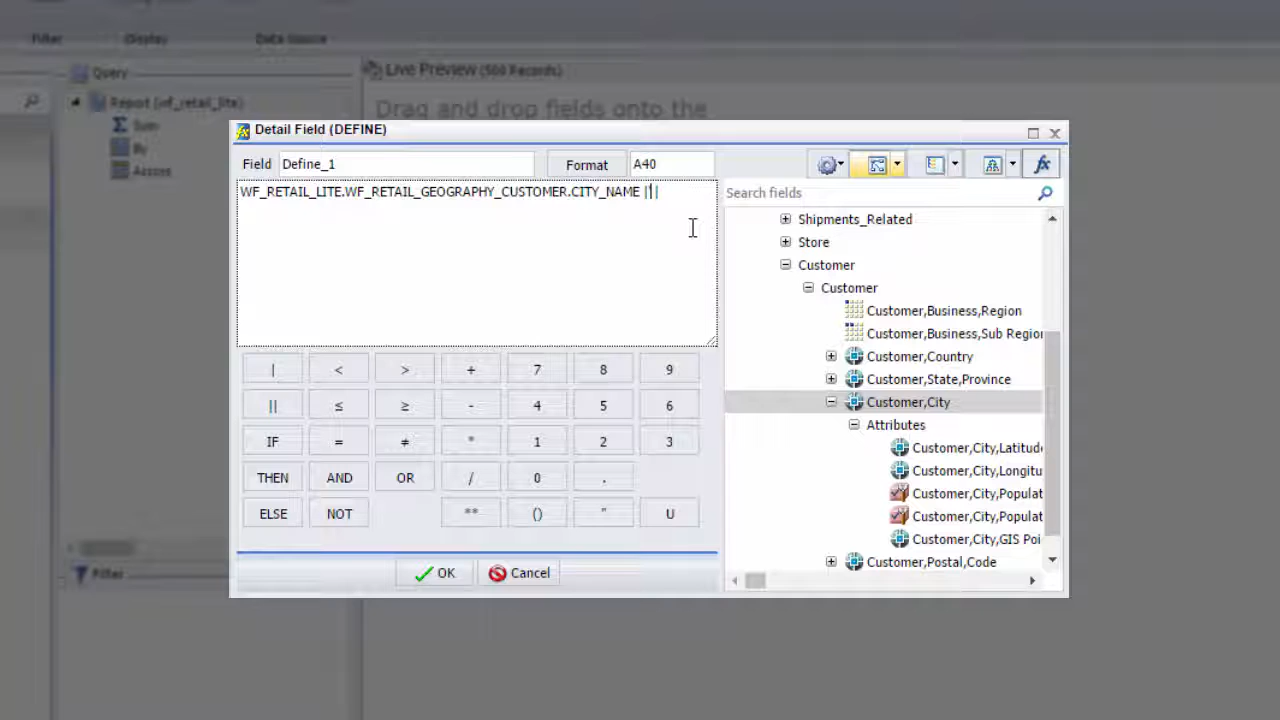 Filter Display Data Source
Query
Live Preview (500 Records)
Report (wf_retail_lite)
Drag and drop fields onto the
Sum
By
Across
Filter
Detail Field (DEFINE)
Field Define_1 Format A40
WF_RETAIL_LITE.WF_RETAIL_GEOGRAPHY_CUSTOMER.CITY_NAME ||
Search fields
Shipments_Related
Store
Customer
Customer
Customer,Business,Region
Customer,Business,Sub Region
Customer,Country
Customer,State,Province
Customer,City
Attributes
Customer,City,Latitude
Customer,City,Longitu
Customer,City,Populat
Customer,City,Populat
Customer,City,GIS Poi
Customer,Postal,Code
| < > + 7 8 9
|| ≤ ≥ - 4 5 6
IF = ≠ * 1 2 3
THEN AND OR / 0 .
ELSE NOT ** () " U
OK Cancel